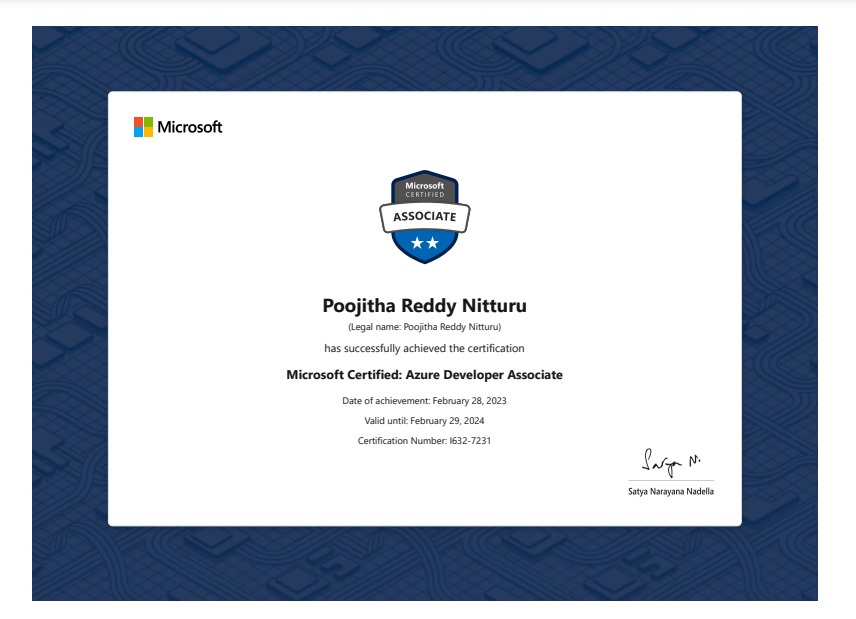 Microsoft
Microsoft
CERTIFIED
ASSOCIATE
Poojitha Reddy Nitturu
(Legal name: Poojitha Reddy Nitturu)
has successfully achieved the certification
Microsoft Certified: Azure Developer Associate
Date of achievement: February 28, 2023
Valid until: February 29, 2024
Certification Number: I632-7231
Satya N.
Satya Narayana Nadella